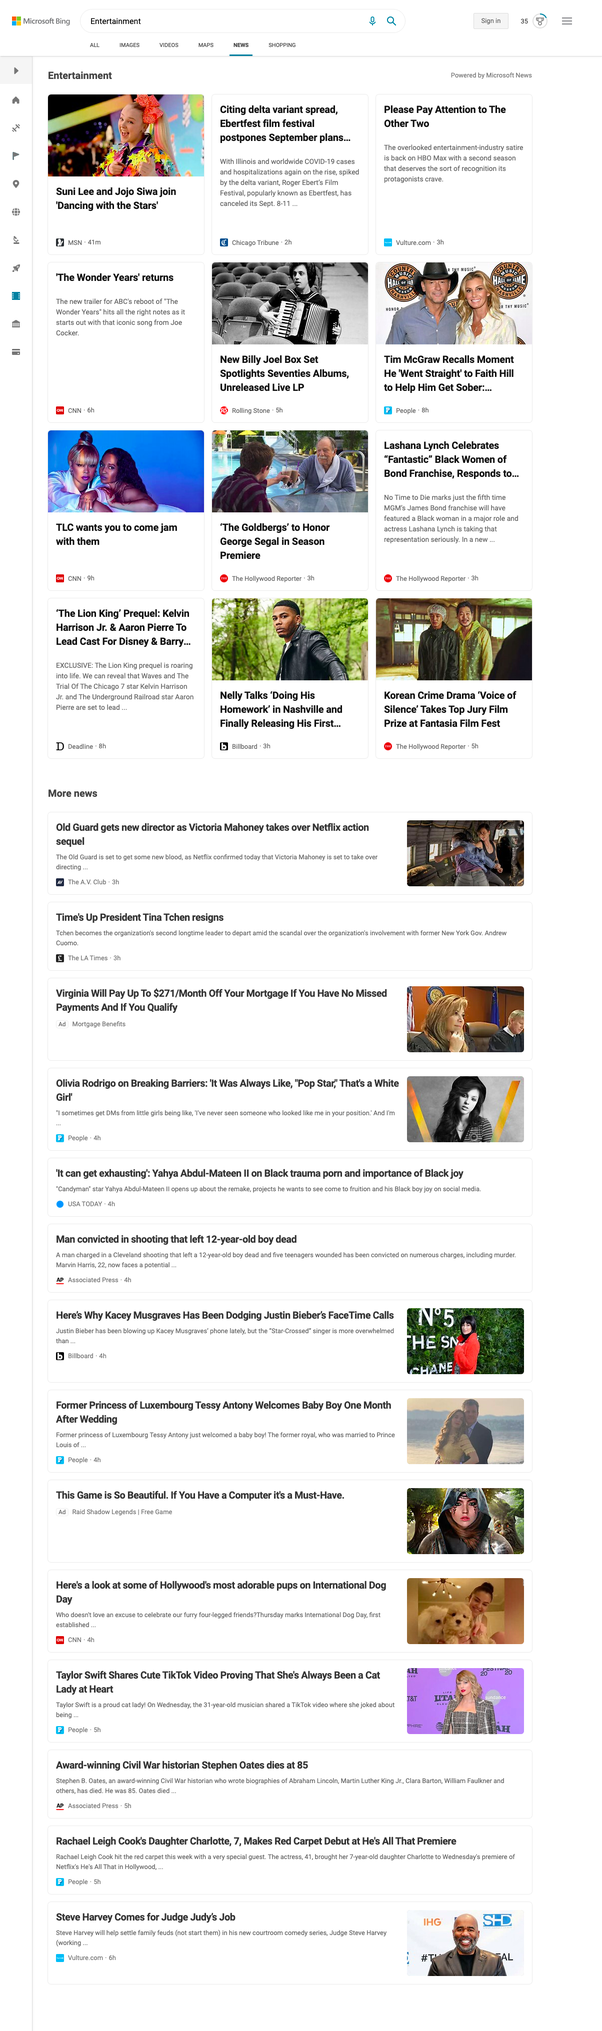 Microsoft Bing
Entertainment
Sign in
35
ALL IMAGES VIDEOS MAPS NEWS SHOPPING
Entertainment
Powered by Microsoft News
Suni Lee and Jojo Siwa join
'Dancing with the Stars'
MSN · 41m
Citing delta variant spread,
Ebertfest film festival
postpones September plans...
With Illinois and worldwide COVID-19 cases
and hospitalizations again on the rise, spiked
by the delta variant, Roger Ebert's Film
Festival, popularly known as Ebertfest, has
canceled its Sept. 8-11 ...
Chicago Tribune · 2h
Please Pay Attention to The
Other Two
The overlooked entertainment-industry satire
is back on HBO Max with a second season
that deserves the sort of recognition its
protagonists crave.
Vulture.com · 3h
'The Wonder Years' returns
The new trailer for ABC's reboot of "The
Wonder Years" hits all the right notes as it
starts out with that iconic song from Joe
Cocker.
CNN · 6h
New Billy Joel Box Set
Spotlights Seventies Albums,
Unreleased Live LP
Rolling Stone · 5h
Tim McGraw Recalls Moment
He 'Went Straight' to Faith Hill
to Help Him Get Sober:...
People · 8h
TLC wants you to come jam
with them
CNN · 9h
'The Goldbergs' to Honor
George Segal in Season
Premiere
The Hollywood Reporter · 3h
Lashana Lynch Celebrates
“Fantastic” Black Women of
Bond Franchise, Responds to...
No Time to Die marks just the fifth time
MGM's James Bond franchise will have
featured a Black woman in a major role and
actress Lashana Lynch is taking that
representation seriously. In a new ...
The Hollywood Reporter · 3h
'The Lion King' Prequel: Kelvin
Harrison Jr. & Aaron Pierre To
Lead Cast For Disney & Barry...
EXCLUSIVE: The Lion King prequel is roaring
into life. We can reveal that Waves and The
Trial Of The Chicago 7 star Kelvin Harrison
Jr. and The Underground Railroad star Aaron
Pierre are set to lead ...
Deadline · 8h
Nelly Talks 'Doing His
Homework' in Nashville and
Finally Releasing His First...
Billboard · 3h
Korean Crime Drama 'Voice of
Silence' Takes Top Jury Film
Prize at Fantasia Film Fest
The Hollywood Reporter · 5h
More news
Old Guard gets new director as Victoria Mahoney takes over Netflix action
sequel
The Old Guard is set to get some new blood, as Netflix confirmed today that Victoria Mahoney is set to take over
directing ...
The A.V. Club · 3h
Time's Up President Tina Tchen resigns
Tchen becomes the organization's second longtime leader to depart amid the scandal over the organization's involvement with former New York Gov. Andrew
Cuomo.
The LA Times · 3h
Virginia Will Pay Up To $271/Month Off Your Mortgage If You Have No Missed
Payments And If You Qualify
Ad Mortgage Benefits
Olivia Rodrigo on Breaking Barriers: 'It Was Always Like, "Pop Star," That's a White
Girl'
"I sometimes get DMs from little girls being like, 'I've never seen someone who looked like me in your position.' And I'm
...
People · 4h
'It can get exhausting': Yahya Abdul-Mateen II on Black trauma porn and importance of Black joy
"Candyman" star Yahya Abdul-Mateen II opens up about the remake, projects he wants to see come to fruition and his Black boy joy on social media.
USA TODAY · 4h
Man convicted in shooting that left 12-year-old boy dead
A man charged in a Cleveland shooting that left a 12-year-old boy dead and five teenagers wounded has been convicted on numerous charges, including murder.
Marvin Harris, 22, now faces a potential ...
AP Associated Press · 4h
Here's Why Kacey Musgraves Has Been Dodging Justin Bieber's FaceTime Calls
Justin Bieber has been blowing up Kacey Musgraves' phone lately, but the "Star-Crossed" singer is more overwhelmed
than ...
Billboard · 4h
Former Princess of Luxembourg Tessy Antony Welcomes Baby Boy One Month
After Wedding
Former princess of Luxembourg Tessy Antony just welcomed a baby boy! The former royal, who was married to Prince
Louis of ...
People · 4h
This Game is So Beautiful. If You Have a Computer it's a Must-Have.
Ad Raid Shadow Legends | Free Game
Here's a look at some of Hollywood's most adorable pups on International Dog
Day
Who doesn't love an excuse to celebrate our furry four-legged friends?Thursday marks International Dog Day, first
established ...
CNN · 4h
Taylor Swift Shares Cute TikTok Video Proving That She's Always Been a Cat
Lady at Heart
Taylor Swift is a proud cat lady! On Wednesday, the 31-year-old musician shared a TikTok video where she joked about
being ...
People · 5h
Award-winning Civil War historian Stephen Oates dies at 85
Stephen B. Oates, an award-winning Civil War historian who wrote biographies of Abraham Lincoln, Martin Luther King Jr., Clara Barton, William Faulkner and
others, has died. He was 85. Oates died ...
AP Associated Press · 5h
Rachael Leigh Cook's Daughter Charlotte, 7, Makes Red Carpet Debut at He's All That Premiere
Rachael Leigh Cook hit the red carpet this week with a very special guest. The actress, 41, brought her 7-year-old daughter Charlotte to Wednesday's premiere of
Netflix's He's All That in Hollywood, ...
People · 5h
Steve Harvey Comes for Judge Judy's Job
Steve Harvey will help settle family feuds (not start them) in his new courtroom comedy series, Judge Steve Harvey
(working ...
Vulture.com · 6h